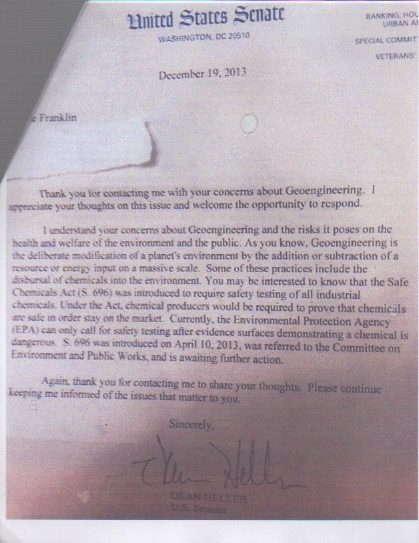 United States Senate
WASHINGTON, DC 20510
BANKING, HOU
URBAN AF
SPECIAL COMMIT
VETERANS'
December 19, 2013
e Franklin
Thank you for contacting me with your concerns about Geoengineering. I
appreciate your thoughts on this issue and welcome the opportunity to respond.
I understand your concerns about Geoengineering and the risks it poses on the
health and welfare of the environment and the public. As you know, Geoengineering is
the deliberate modification of a planet's environment by the addition or subtraction of a
resource or energy input on a massive scale. Some of these practices include the
disbursal of chemicals into the environment. You may be interested to know that the Safe
Chemicals Act (S. 696) was introduced to require safety testing of all industrial
chemicals. Under the Act, chemical producers would be required to prove that chemicals
are safe in order stay on the market. Currently, the Environmental Protection Agency
(EPA) can only call for safety testing after evidence surfaces demonstrating a chemical is
dangerous. S. 696 was introduced on April 10, 2013, was referred to the Committee on
Environment and Public Works, and is awaiting further action.
Again, thank you for contacting me to share your thoughts. Please continue
keeping me informed of the issues that matter to you.
Sincerely,
Dean Heller
DEAN HELLER
U.S. Senator